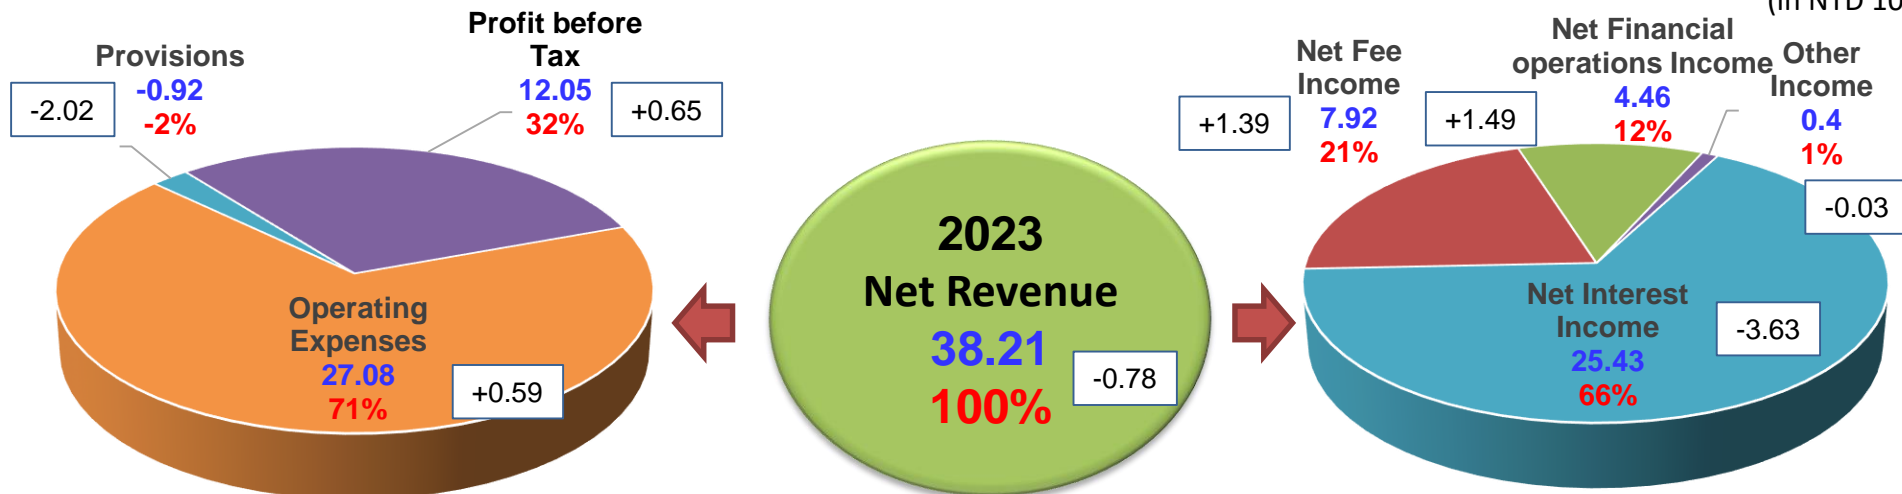 (in NTD 10
Profit before
Tax
12.05
32%
+0.65
Provisions
-0.92
-2%
-2.02
Operating
Expenses
27.08
71%
+0.59
2023
Net Revenue
38.21
100%
-0.78
Net Fee
Income
7.92
21%
+1.39
Net Financial
operations Income
4.46
12%
+1.49
Other
Income
0.4
1%
-0.03
Net Interest
Income
25.43
66%
-3.63